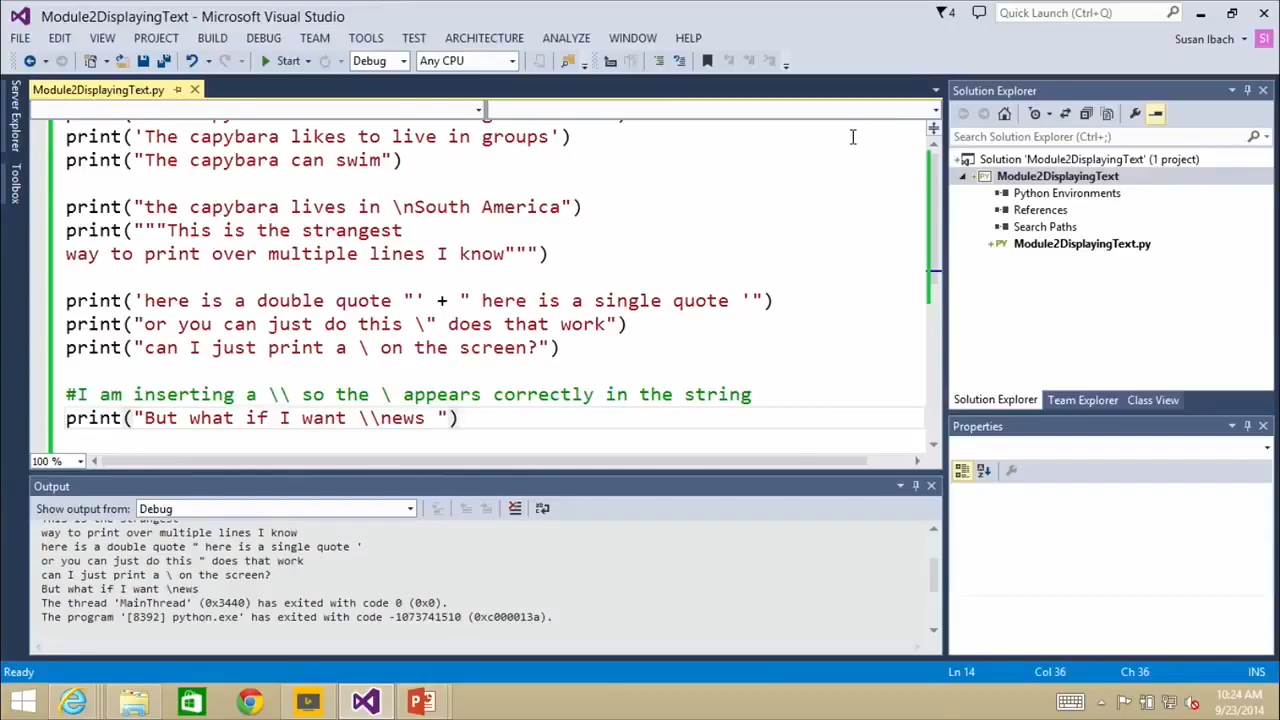 Module2DisplayingText - Microsoft Visual Studio
4
Quick Launch (Ctrl+Q)
FILE EDIT VIEW PROJECT BUILD DEBUG TEAM TOOLS TEST ARCHITECTURE ANALYZE WINDOW HELP
Susan Ibach
SI
Start
Debug
Any CPU
Server Explorer
Toolbox
Module2DisplayingText.py
print('The capybara likes to live in groups')
print("The capybara can swim")
print("the capybara lives in \nSouth America")
print("""This is the strangest
way to print over multiple lines I know""")
print('here is a double quote "' + " here is a single quote '")
print("or you can just do this \" does that work")
print("can I just print a \ on the screen?")
#I am inserting a \\ so the \ appears correctly in the string
print("But what if I want \\news ")
100 %
Solution Explorer
Search Solution Explorer (Ctrl+;)
Solution 'Module2DisplayingText' (1 project)
Module2DisplayingText
Python Environments
References
Search Paths
Module2DisplayingText.py
Solution Explorer Team Explorer Class View
Properties
Output
Show output from: Debug
This is the strangest
way to print over multiple lines I know
here is a double quote " here is a single quote '
or you can just do this " does that work
can I just print a \ on the screen?
But what if I want \news
The thread 'MainThread' (0x3440) has exited with code 0 (0x0).
The program '[8392] python.exe' has exited with code -1073741510 (0xc000013a).
Ready
Ln 14
Col 36
Ch 36
INS
10:24 AM
9/23/2014